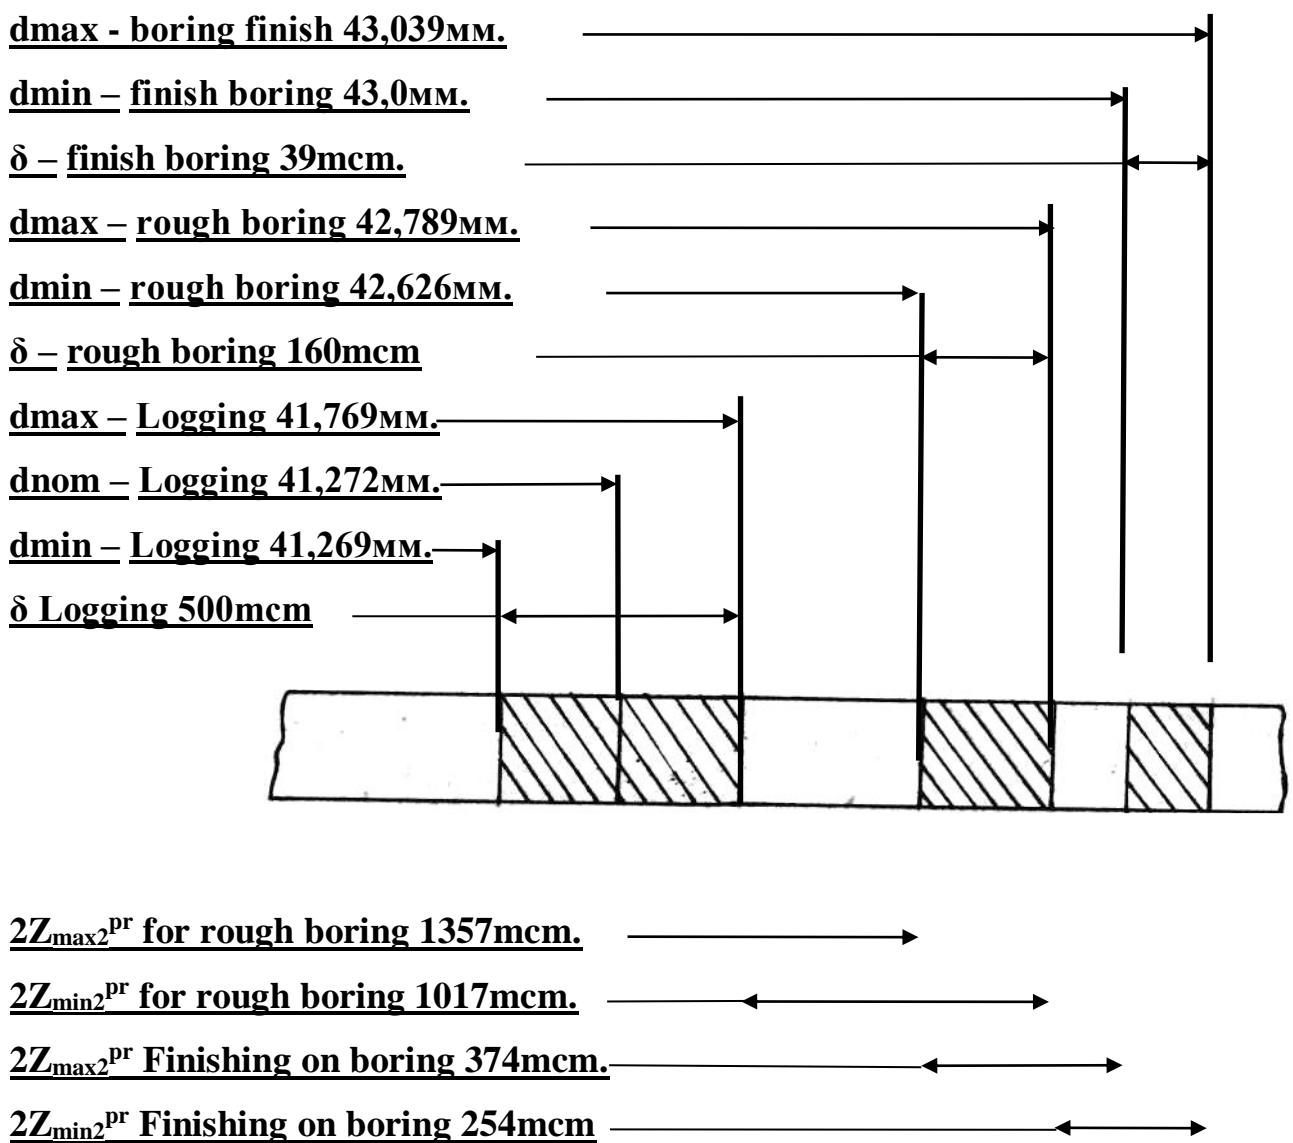 dmax - boring finish 43,039мм.
dmin – finish boring 43,0мм.
δ – finish boring 39mcm.
dmax – rough boring 42,789мм.
dmin – rough boring 42,626мм.
δ – rough boring 160mcm
dmax – Logging 41,769мм.
dnom – Logging 41,272мм.
dmin – Logging 41,269мм.
δ Logging 500mcm
2Zmax2pr for rough boring 1357mcm.
2Zmin2pr for rough boring 1017mcm.
2Zmax2pr Finishing on boring 374mcm.
2Zmin2pr Finishing on boring 254mcm